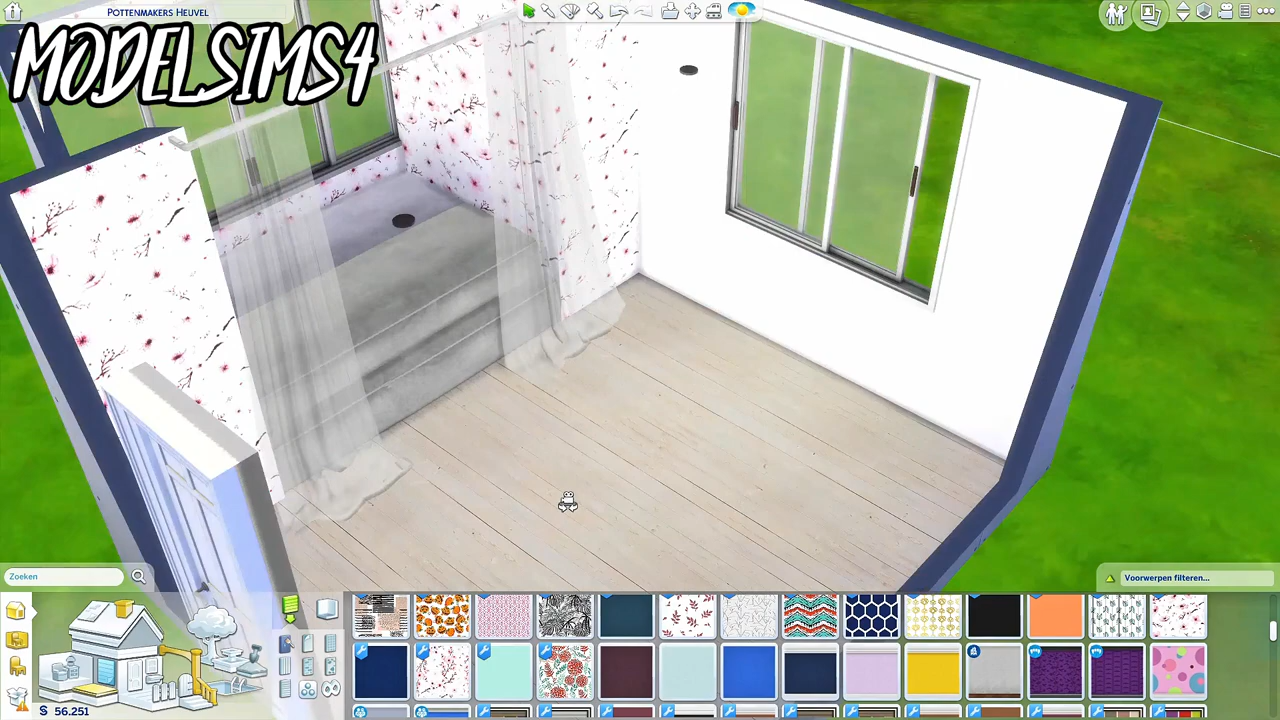 Pottenmakers Heuvel
MODELSIMS4
Zoeken
Voorwerpen filteren...
§ 56.251